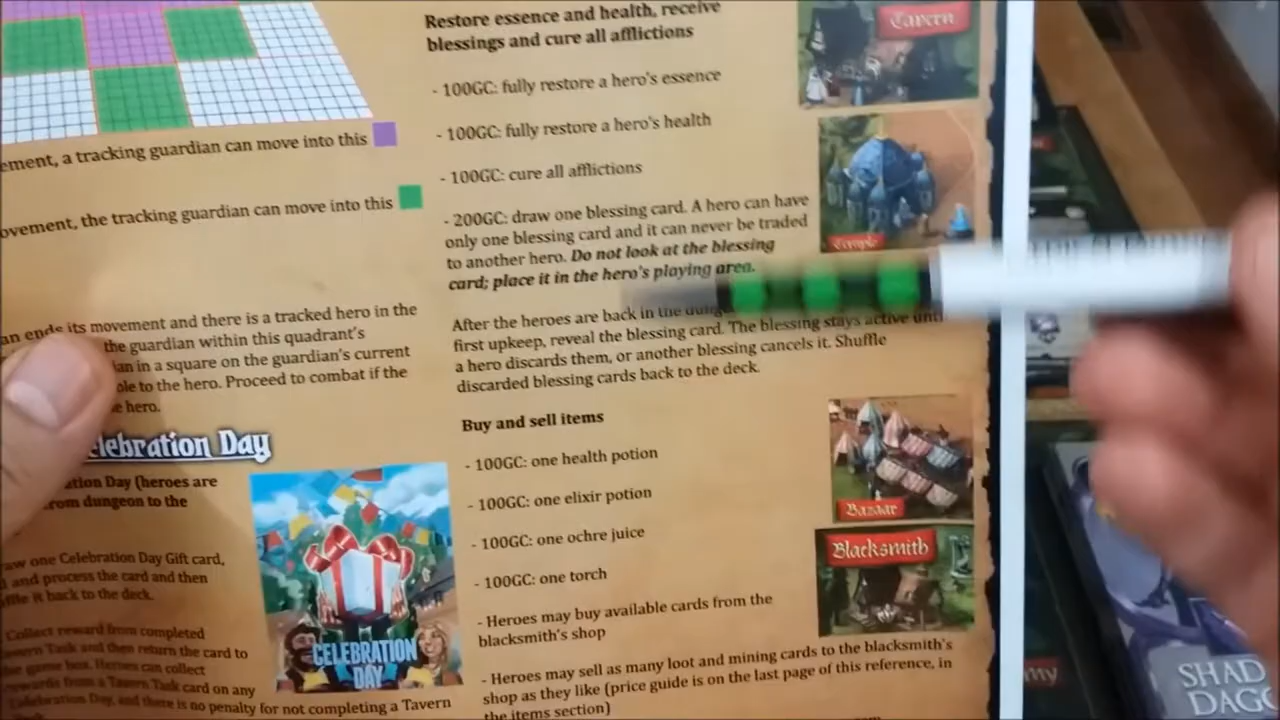 ement, a tracking guardian can move into this
ovement, the tracking guardian can move into this
an ends its movement and there is a tracked hero in the
the guardian within this quadrant's
ian in a square on the guardian's current
ble to the hero. Proceed to combat if the
e hero.
elebration Day
ation Day (heroes are
rom dungeon to the
raw one Celebration Day Gift card,
and process the card and then
ffle it back to the deck.
Collect reward from completed
avern Task and then return the card to
the game box. Heroes can collect
rewards from a Tavern Task card on any
Celebration Day, and there is no penalty for not completing a Tavern
CELEBRATION
DAY
Restore essence and health, receive
blessings and cure all afflictions
- 100GC: fully restore a hero's essence
- 100GC: fully restore a hero's health
- 100GC: cure all afflictions
- 200GC: draw one blessing card. A hero can have
only one blessing card and it can never be traded
to another hero. Do not look at the blessing
card; place it in the hero's playing area.
After the heroes are back in the
first upkeep, reveal the blessing card. The blessing stays active until
a hero discards them, or another blessing cancels it. Shuffle
discarded blessing cards back to the deck.
Buy and sell items
- 100GC: one health potion
- 100GC: one elixir potion
- 100GC: one ochre juice
- 100GC: one torch
- Heroes may buy available cards from the
blacksmith's shop
- Heroes may sell as many loot and mining cards to the blacksmith's
shop as they like (price guide is on the last page of this reference, in
the items section)
Tavern
Temple
Bazaar
Blacksmith
my
SHAD
DAGG